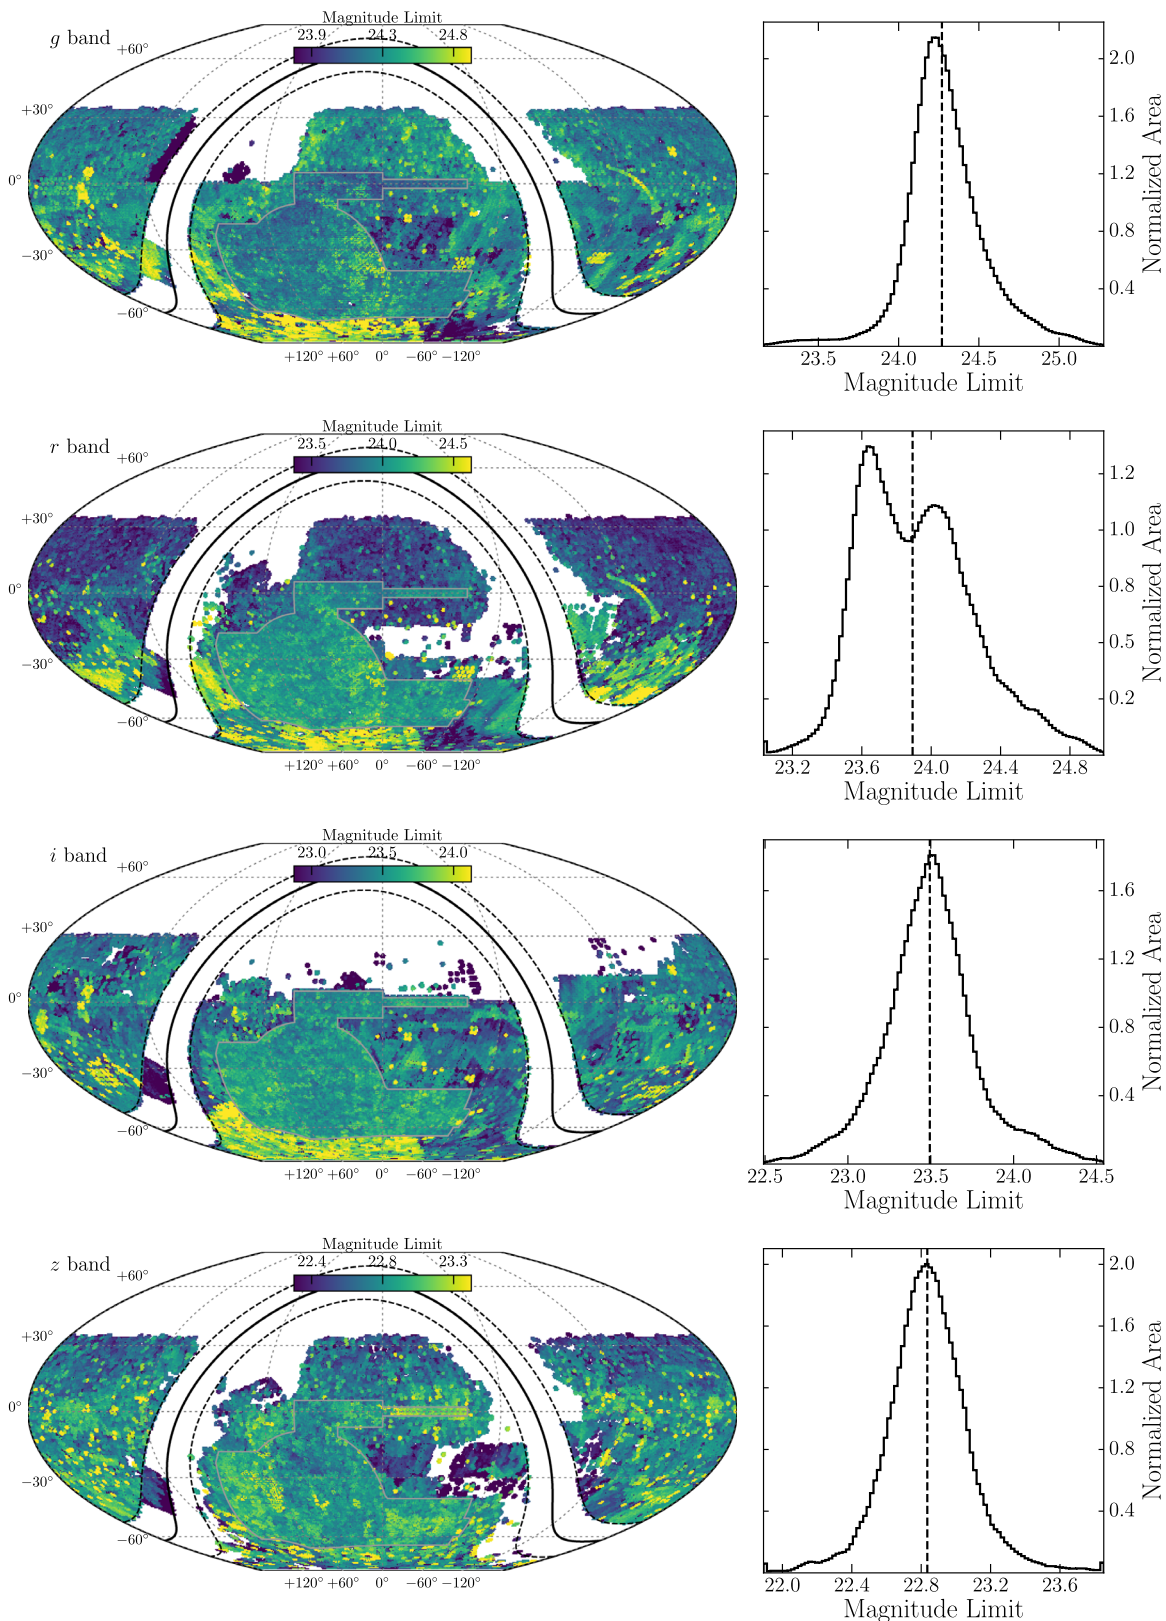 Magnitude Limit
23.9 24.3 24.8
g band
+60°
+30°
0°
−30°
−60°
+120° +60° 0° −60° −120°
2.0
1.6
1.2
0.8
0.4
Normalized Area
23.5 24.0 24.5 25.0
Magnitude Limit
Magnitude Limit
23.5 24.0 24.5
r band
+60°
+30°
0°
−30°
−60°
+120° +60° 0° −60° −120°
1.2
1.0
0.8
0.5
0.2
Normalized Area
23.2 23.6 24.0 24.4 24.8
Magnitude Limit
Magnitude Limit
23.0 23.5 24.0
i band
+60°
+30°
0°
−30°
−60°
+120° +60° 0° −60° −120°
1.6
1.2
0.8
0.4
Normalized Area
22.5 23.0 23.5 24.0 24.5
Magnitude Limit
Magnitude Limit
22.4 22.8 23.3
z band
+60°
+30°
0°
−30°
−60°
+120° +60° 0° −60° −120°
2.0
1.6
1.2
0.8
0.4
Normalized Area
22.0 22.4 22.8 23.2 23.6
Magnitude Limit